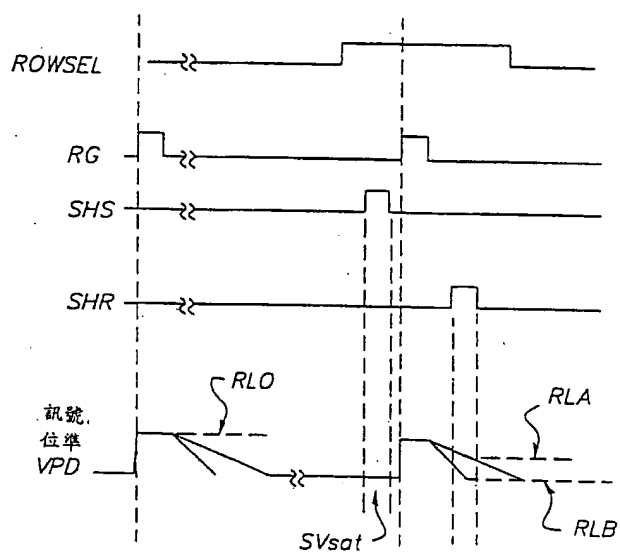 ROWSEL
RG
SHS
SHR
訊號
位準
VPD
RLO
RLA
RLB
SVsat